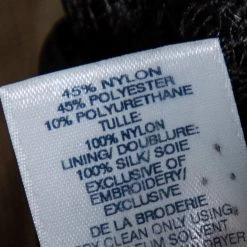 45% NYLON
45% POLYESTER
10% POLYURETHANE
TULLE:
100% NYLON
LINING/ DOUBLURE:
100% SILK/ SOIE
EXCLUSIVE OF
EMBROIDERY/
EXCLUSIVE
DE LA BRODERIE
DRY CLEAN ONLY USING
SOLVENT